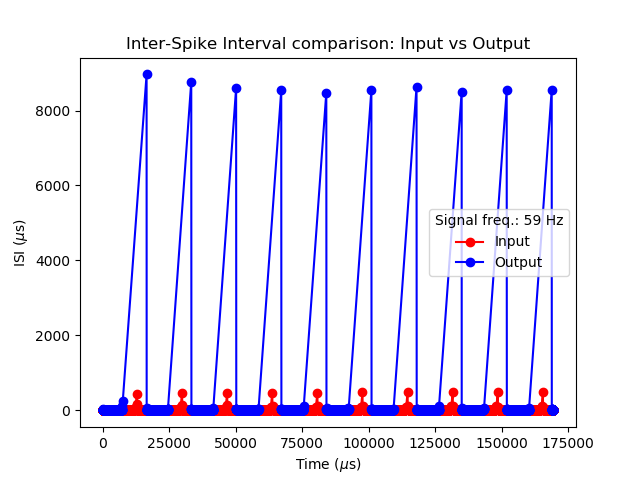 Inter-Spike Interval comparison: Input vs Output
8000
6000
4000
2000
0
ISI (μs)
Signal freq.: 59 Hz
Input
Output
0
25000
50000
75000
100000
125000
150000
175000
Time (μs)